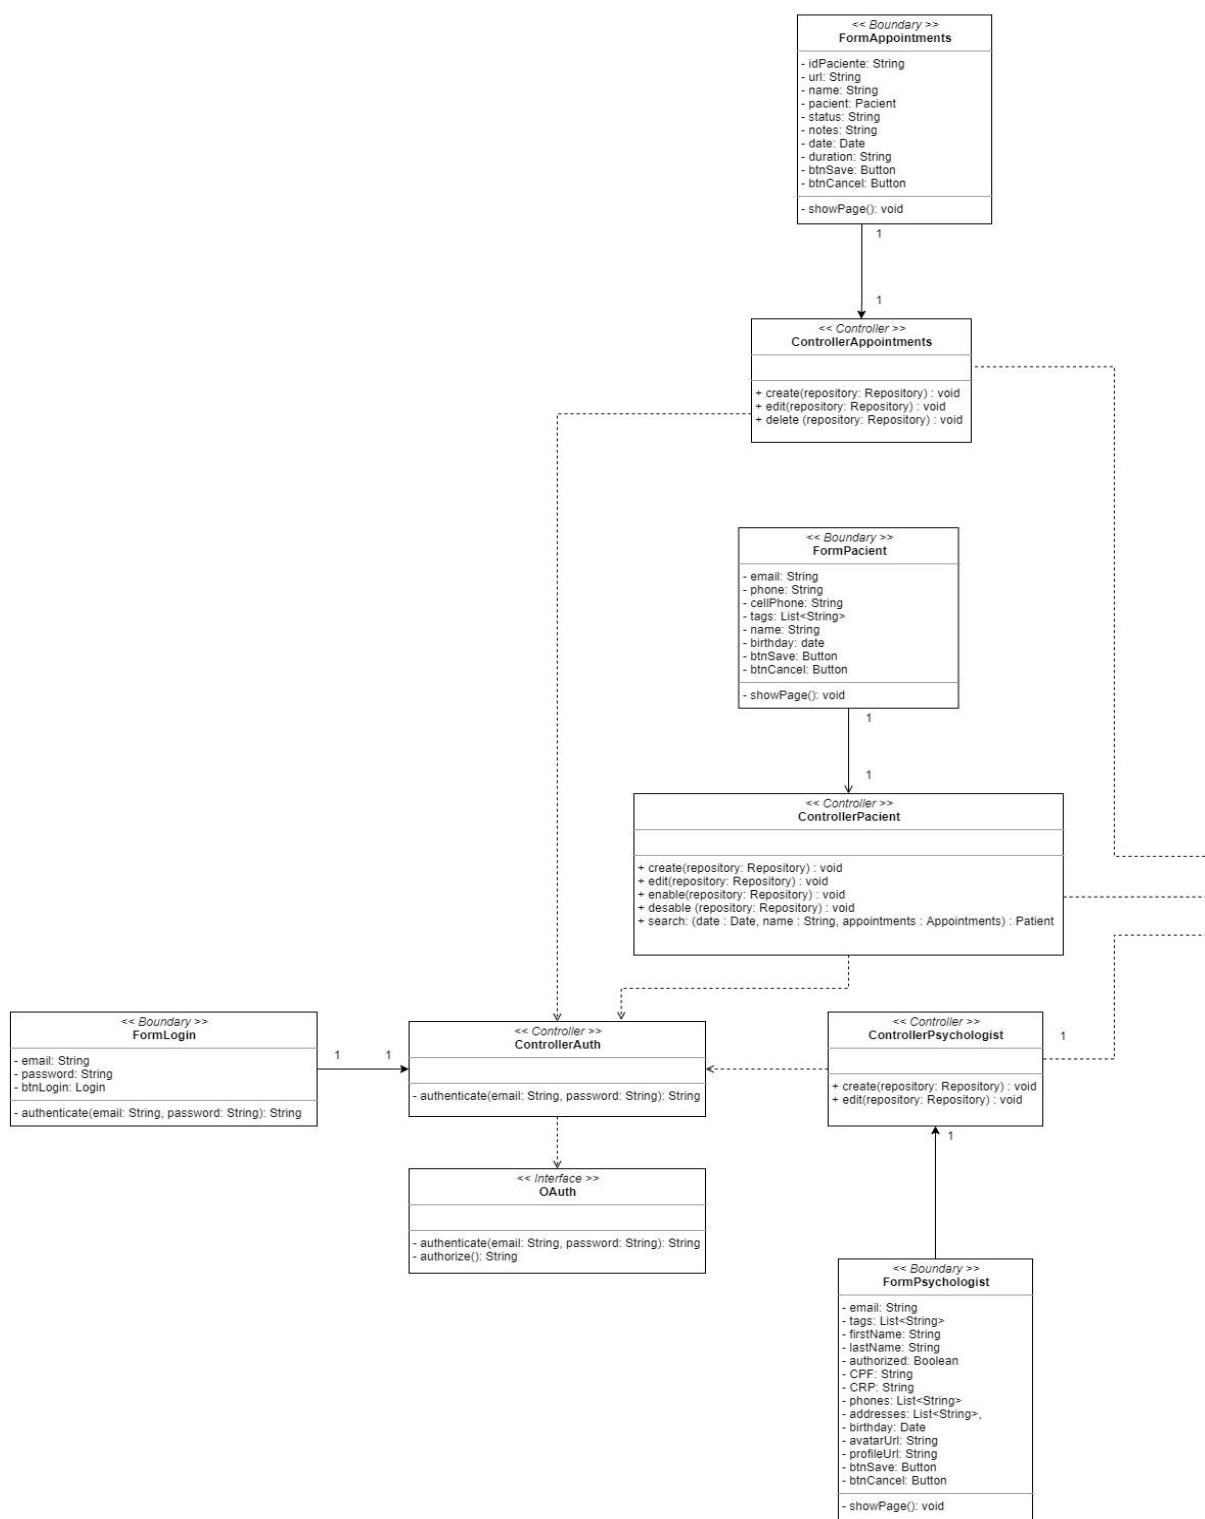 << Boundary >>
FormAppointments
- idPaciente: String
- url: String
- name: String
- pacient: Pacient
- status: String
- notes: String
- date: Date
- duration: String
- btnSave: Button
- btnCancel: Button
- showPage(): void
1
1
<< Controller >>
ControllerAppointments
+ create(repository: Repository) : void
+ edit(repository: Repository) : void
+ delete (repository: Repository) : void
<< Boundary >>
FormPacient
- email: String
- phone: String
- cellPhone: String
- tags: List<String>
- name: String
- birthday: date
- btnSave: Button
- btnCancel: Button
- showPage(): void
1
1
<< Controller >>
ControllerPacient
+ create(repository: Repository) : void
+ edit(repository: Repository) : void
+ enable(repository: Repository) : void
+ desable (repository: Repository) : void
+ search: (date : Date, name : String, appointments : Appointments) : Patient
<< Boundary >>
FormLogin
- email: String
- password: String
- btnLogin: Login
- authenticate(email: String, password: String): String
1
1
<< Controller >>
ControllerAuth
- authenticate(email: String, password: String): String
<< Controller >>
ControllerPsychologist
+ create(repository: Repository) : void
+ edit(repository: Repository) : void
1
1
<< Interface >>
OAuth
- authenticate(email: String, password: String): String
- authorize(): String
<< Boundary >>
FormPsychologist
- email: String
- tags: List<String>
- firstName: String
- lastName: String
- authorized: Boolean
- CPF: String
- CRP: String
- phones: List<String>
- addresses: List<String>,
- birthday: Date
- avatarUrl: String
- profileUrl: String
- btnSave: Button
- btnCancel: Button
- showPage(): void